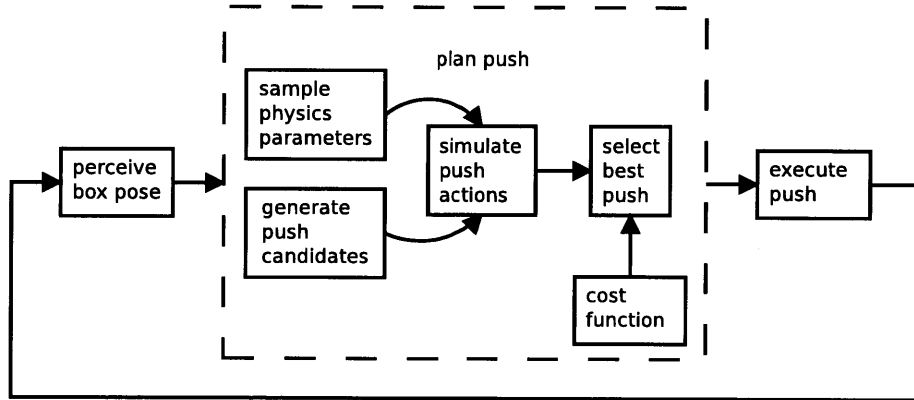 plan push
sample
physics
parameters
perceive
box pose
generate
push
candidates
simulate
push
actions
select
best
push
cost
function
execute
push